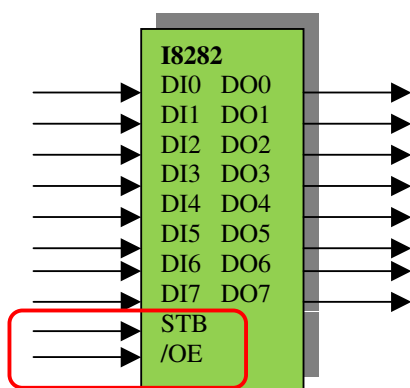 I8282
DI0 DO0
DI1 DO1
DI2 DO2
DI3 DO3
DI4 DO4
DI5 DO5
DI6 DO6
DI7 DO7
STB
/OE